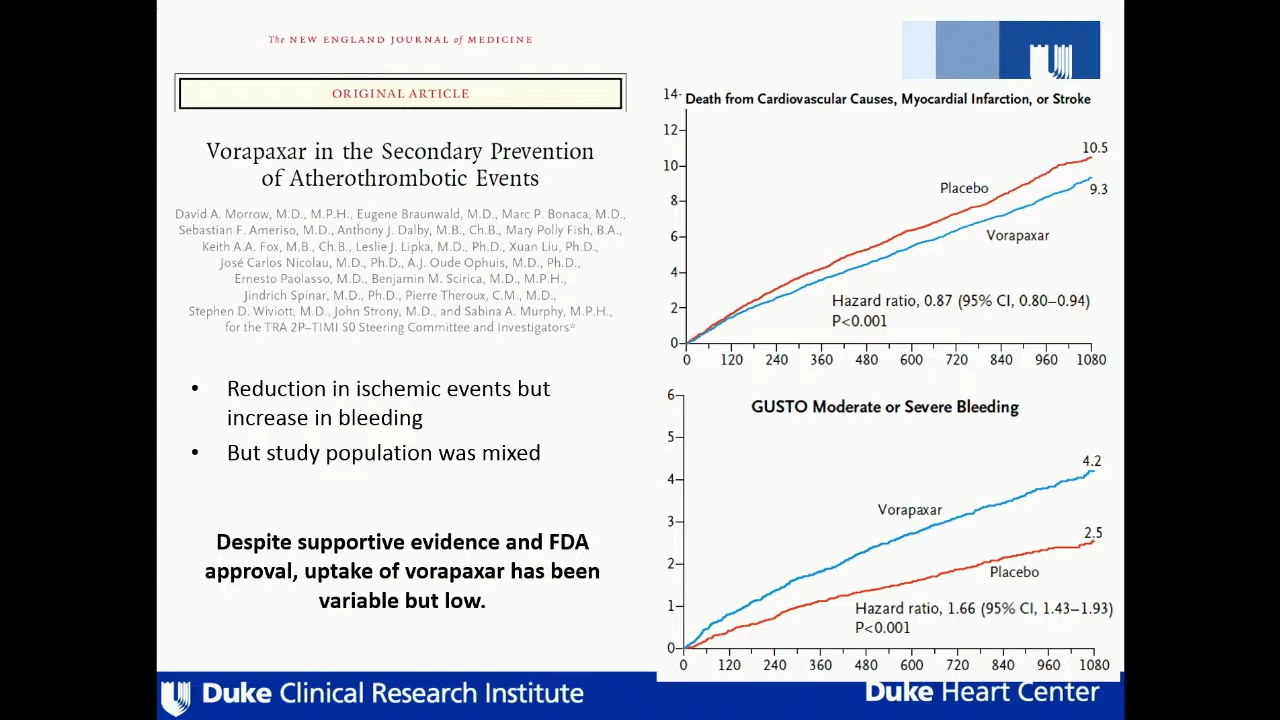 The NEW ENGLAND JOURNAL of MEDICINE
ORIGINAL ARTICLE
Vorapaxar in the Secondary Prevention
of Atherothrombotic Events
David A. Morrow, M.D., M.P.H., Eugene Braunwald, M.D., Marc P. Bonaca, M.D.,
Sebastian F. Ameriso, M.D., Anthony J. Dalby, M.B., Ch.B., Mary Polly Fish, B.A.,
Keith A.A. Fox, M.B., Ch.B., Leslie J. Lipka, M.D., Ph.D., Xuan Liu, Ph.D.,
José Carlos Nicolau, M.D., Ph.D., A.J. Oude Ophuis, M.D., Ph.D.,
Ernesto Paolasso, M.D., Benjamin M. Scirica, M.D., M.P.H.,
Jindrich Spinar, M.D., Ph.D., Pierre Theroux, C.M., M.D.,
Stephen D. Wiviott, M.D., John Strony, M.D., and Sabina A. Murphy, M.P.H.,
for the TRA 2P–TIMI 50 Steering Committee and Investigators*
• Reduction in ischemic events but
increase in bleeding
• But study population was mixed
Despite supportive evidence and FDA
approval, uptake of vorapaxar has been
variable but low.
Death from Cardiovascular Causes, Myocardial Infarction, or Stroke
14
12
10
8
6
4
2
0
10.5
Placebo
9.3
Vorapaxar
Hazard ratio, 0.87 (95% CI, 0.80–0.94)
P<0.001
0 120 240 360 480 600 720 840 960 1080
GUSTO Moderate or Severe Bleeding
6
5
4
3
2
1
0
4.2
Vorapaxar
2.5
Placebo
Hazard ratio, 1.66 (95% CI, 1.43–1.93)
P<0.001
0 120 240 360 480 600 720 840 960 1080
Duke Clinical Research Institute
Duke Heart Center